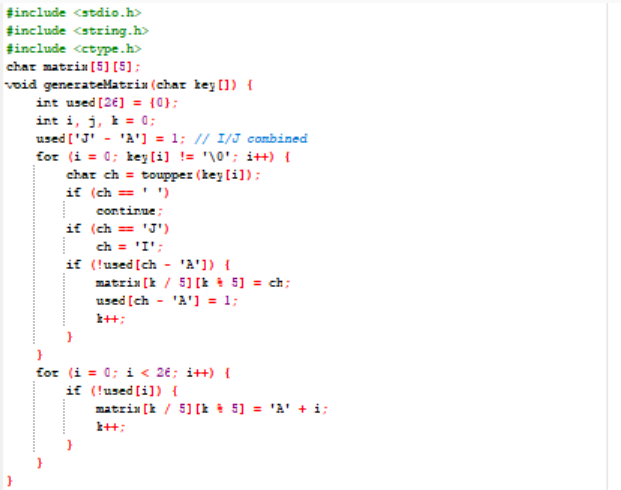 #include <stdio.h>
#include <string.h>
#include <ctype.h>
char matrix[5][5];
void generateMatrix(char key[]) {
    int used[26] = {0};
    int i, j, k = 0;
    used['J' - 'A'] = 1; // I/J combined
    for (i = 0; key[i] != '\0'; i++) {
        char ch = toupper(key[i]);
        if (ch == ' ')
            continue;
        if (ch == 'J')
            ch = 'I';
        if (!used[ch - 'A']) {
            matrix[k / 5][k % 5] = ch;
            used[ch - 'A'] = 1;
            k++;
        }
    }
    for (i = 0; i < 26; i++) {
        if (!used[i]) {
            matrix[k / 5][k % 5] = 'A' + i;
            k++;
        }
    }
}